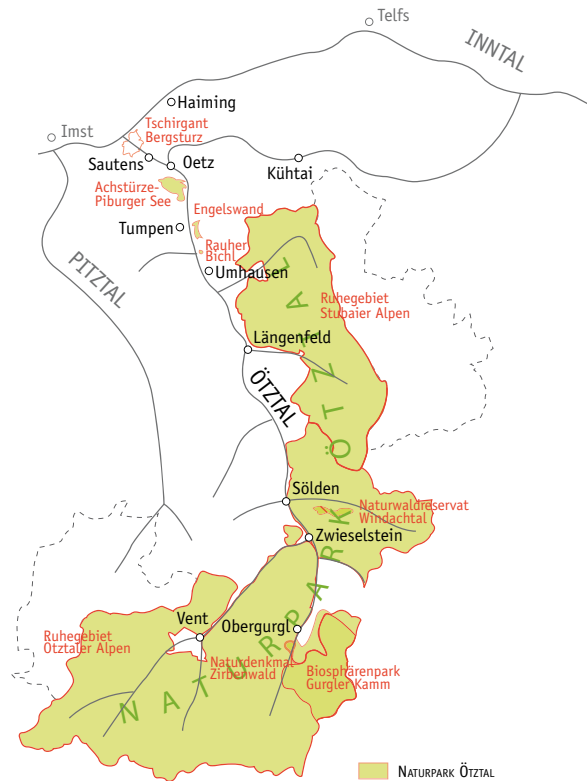 Telfs
INNTAL
Haiming
Imst
Tschirgant
Bergsturz
Sautens
Oetz
Kühtai
Achstürze-
Piburger See
Engelswand
Tumpen
Rauher
Bichl
Umhausen
PITZTAL
Ruhegebiet
Stubaier Alpen
Längenfeld
ÖTZTAL
Sölden
Naturwaldreservat
Windachtal
Zwieselstein
Vent
Obergurgl
Ruhegebiet
Ötztaler Alpen
Naturdenkmal
Zirbenwald
Biosphärenpark
Gurgler Kamm
NATURPARK ÖTZTAL
NATURPARK ÖTZTAL